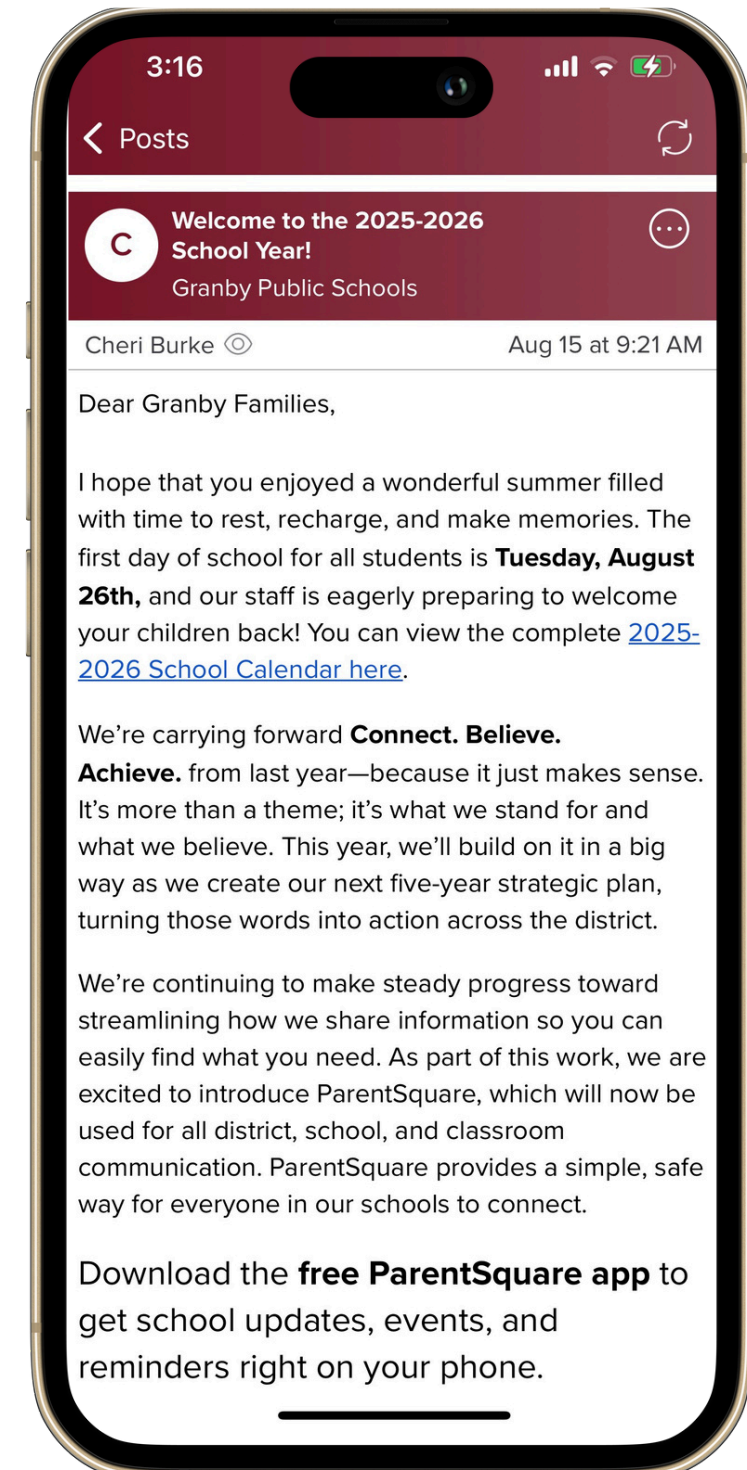 3:16
Posts
C
Welcome to the 2025-2026
School Year!
Granby Public Schools
Cheri Burke
Aug 15 at 9:21 AM
Dear Granby Families,
I hope that you enjoyed a wonderful summer filled
with time to rest, recharge, and make memories. The
first day of school for all students is Tuesday, August
26th, and our staff is eagerly preparing to welcome
your children back! You can view the complete 2025-
2026 School Calendar here.
We’re carrying forward Connect. Believe.
Achieve. from last year—because it just makes sense.
It’s more than a theme; it’s what we stand for and
what we believe. This year, we’ll build on it in a big
way as we create our next five-year strategic plan,
turning those words into action across the district.
We’re continuing to make steady progress toward
streamlining how we share information so you can
easily find what you need. As part of this work, we are
excited to introduce ParentSquare, which will now be
used for all district, school, and classroom
communication. ParentSquare provides a simple, safe
way for everyone in our schools to connect.
Download the free ParentSquare app to
get school updates, events, and
reminders right on your phone.